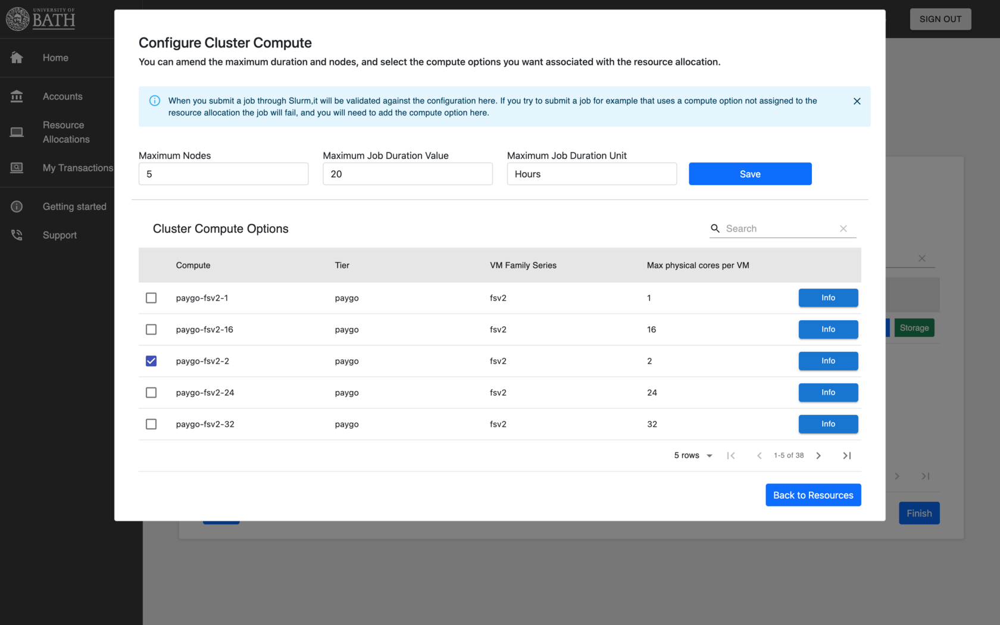 UNIVERSITY OF
BATH
SIGN OUT
Home
Accounts
Resource
Allocations
My Transactions
Getting started
Support
Configure Cluster Compute
You can amend the maximum duration and nodes, and select the compute options you want associated with the resource allocation.
When you submit a job through Slurm,it will be validated against the configuration here. If you try to submit a job for example that uses a compute option not assigned to the
resource allocation the job will fail, and you will need to add the compute option here.
Maximum Nodes Maximum Job Duration Value Maximum Job Duration Unit
5 20 Hours Save
Cluster Compute Options Search
Compute Tier VM Family Series Max physical cores per VM
paygo-fsv2-1 paygo fsv2 1 Info
paygo-fsv2-16 paygo fsv2 16 Info
paygo-fsv2-2 paygo fsv2 2 Info
paygo-fsv2-24 paygo fsv2 24 Info
paygo-fsv2-32 paygo fsv2 32 Info
5 rows 1-5 of 38
Back to Resources
Storage
Finish